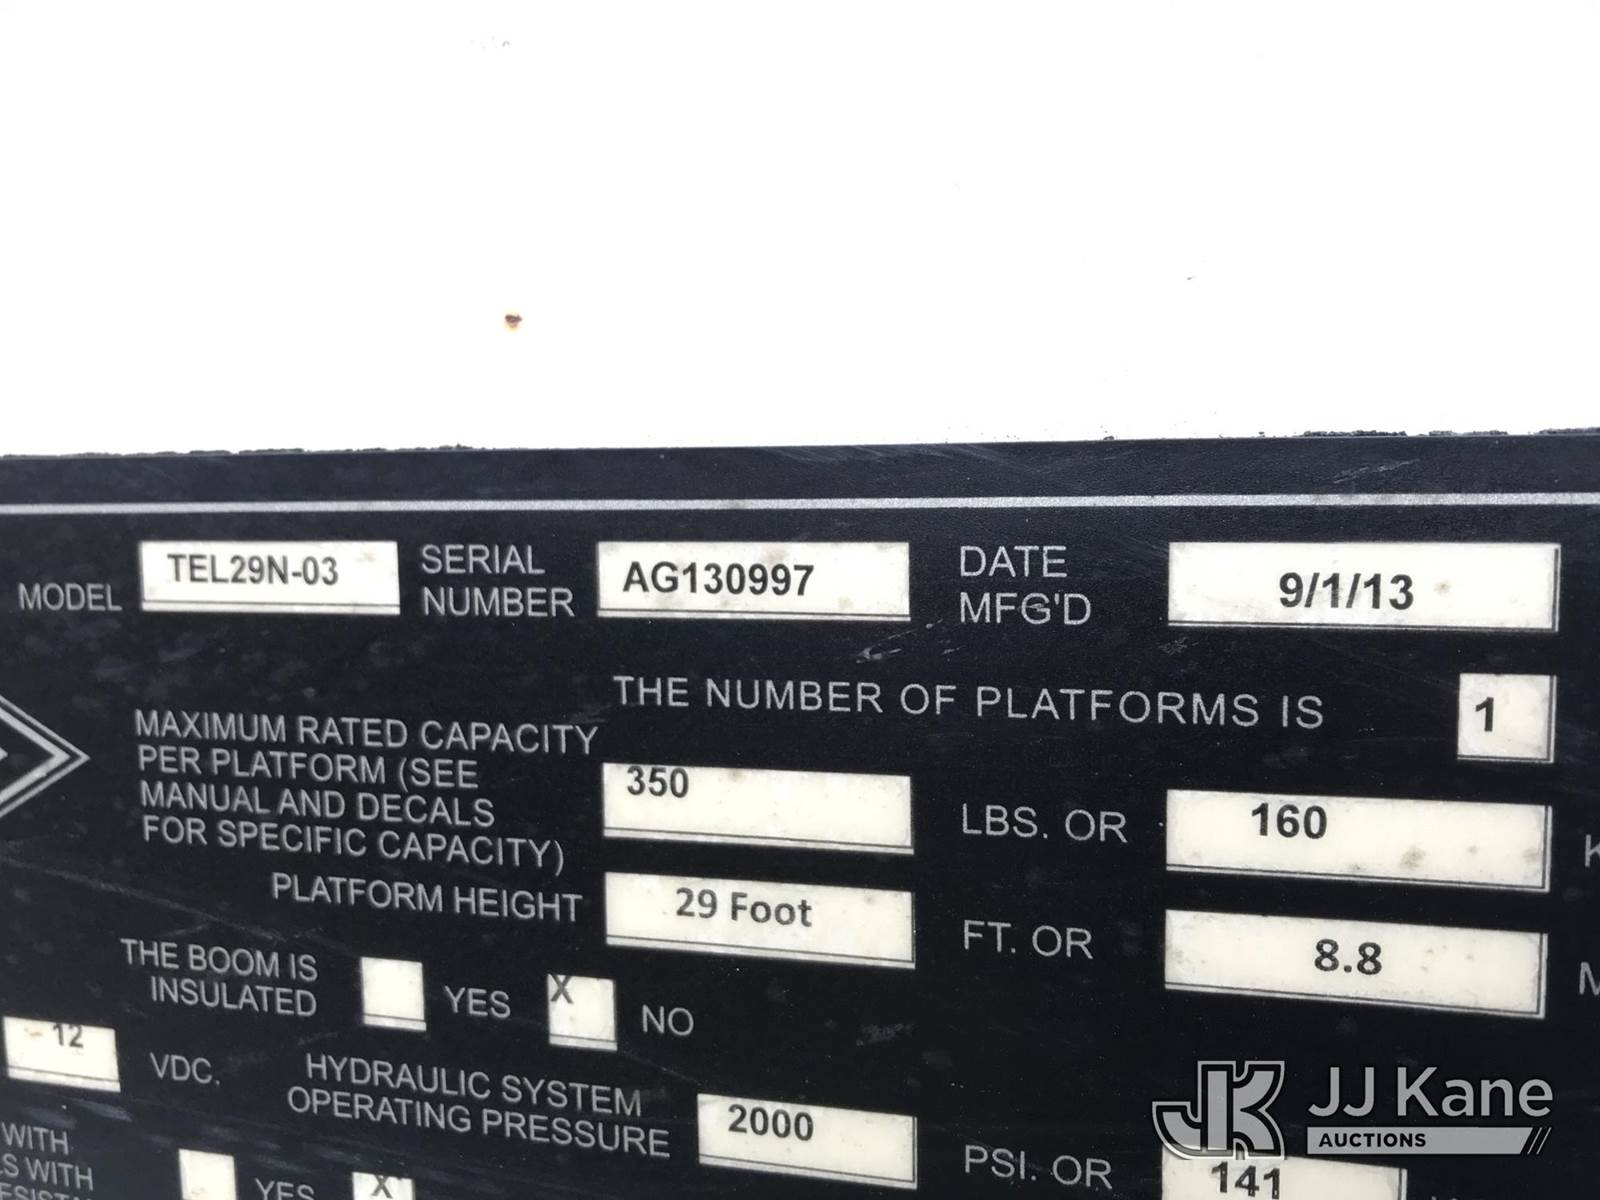 MODEL TEL29N-03 SERIAL NUMBER AG130997 DATE MFG'D 9/1/13
THE NUMBER OF PLATFORMS IS 1
MAXIMUM RATED CAPACITY
PER PLATFORM (SEE
MANUAL AND DECALS
FOR SPECIFIC CAPACITY) 350 LBS. OR 160
PLATFORM HEIGHT 29 Foot FT. OR 8.8
THE BOOM IS
INSULATED YES X NO
12 VDC.
HYDRAULIC SYSTEM
OPERATING PRESSURE 2000 PSI. OR 141
WITH
WITH
YES X
JJ Kane
AUCTIONS